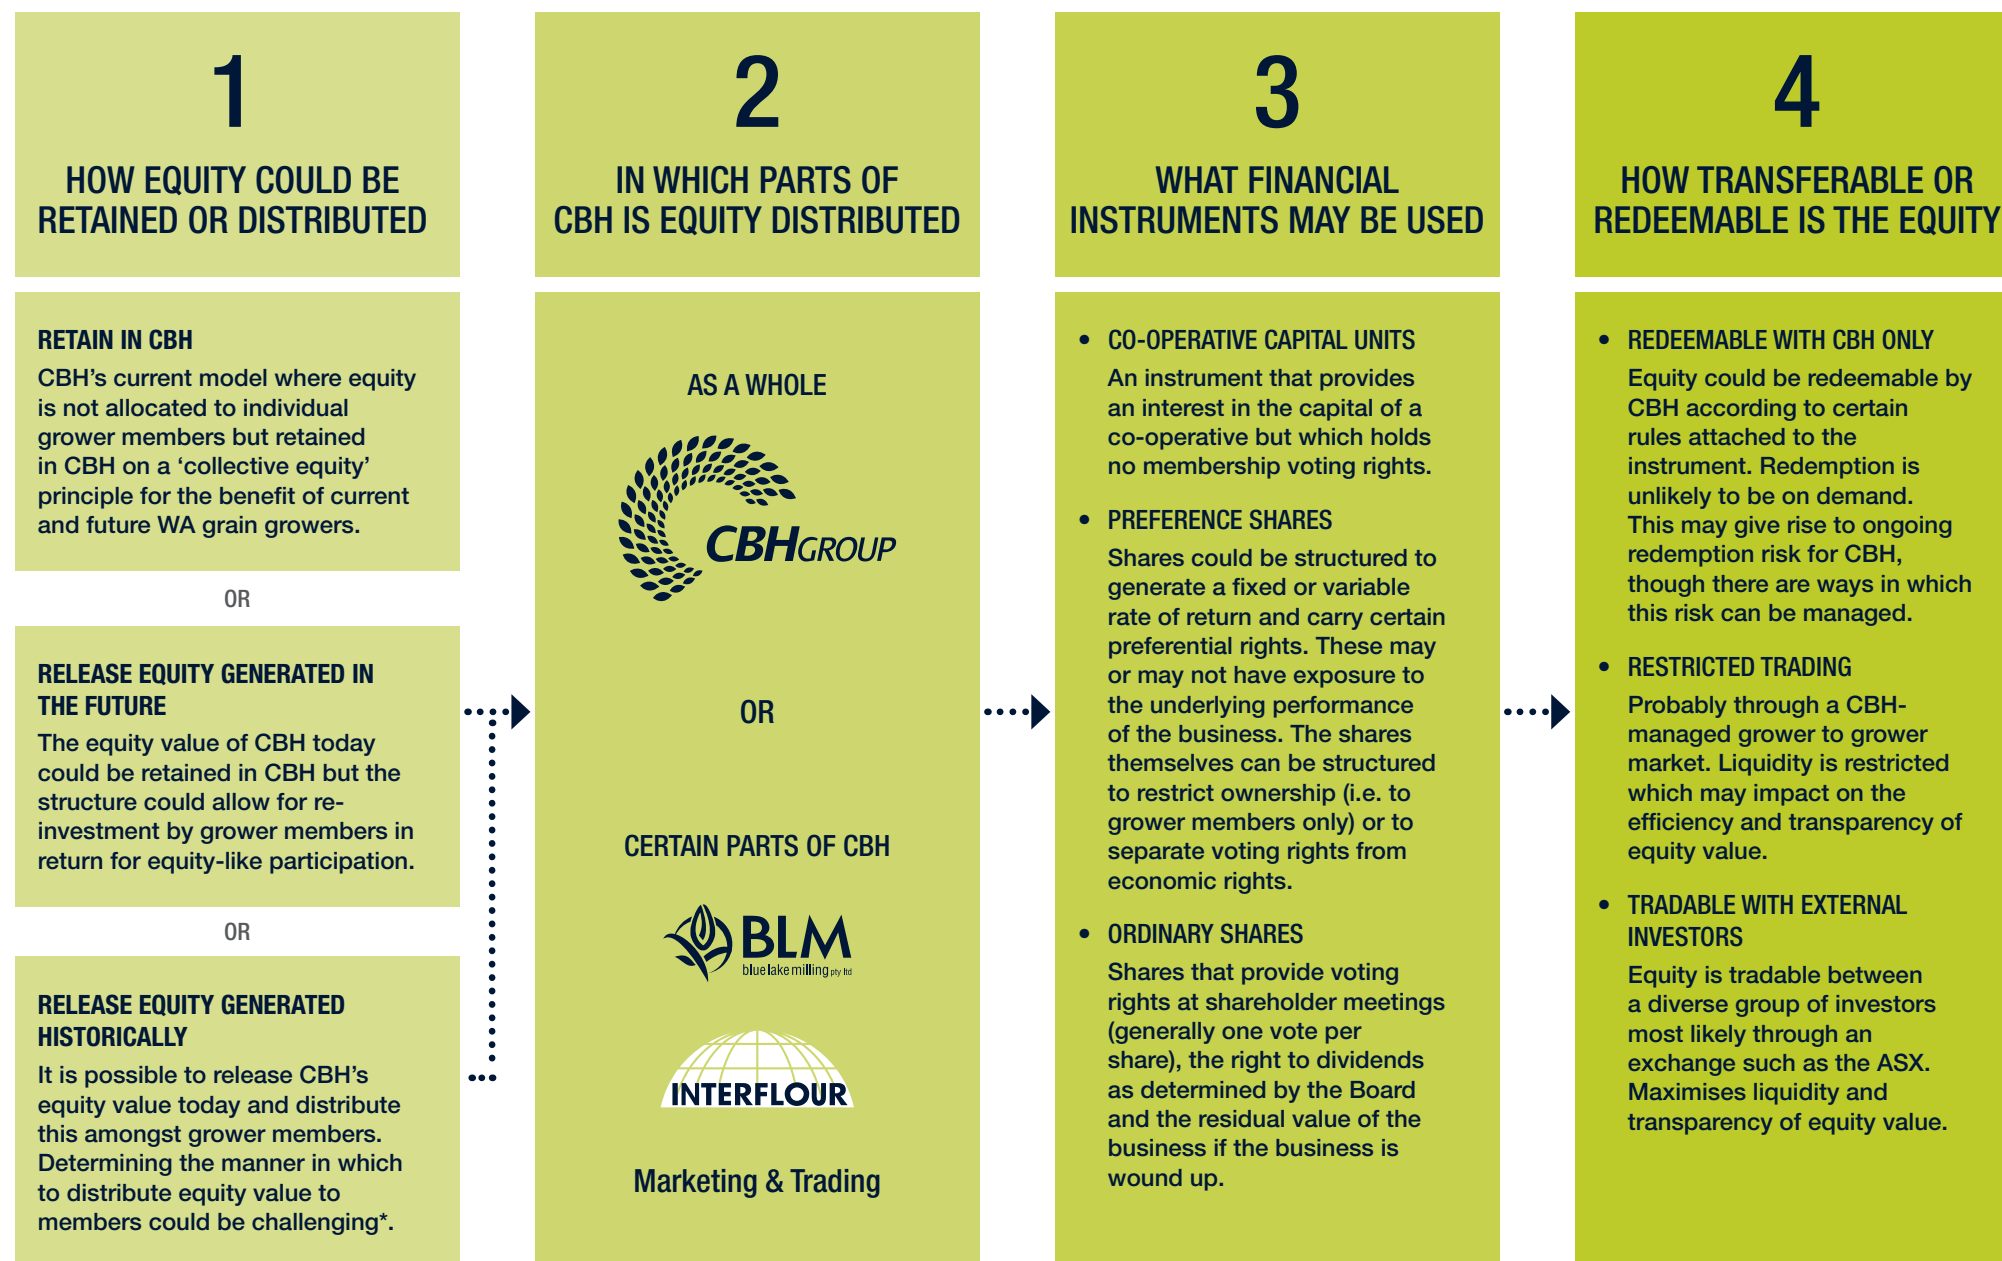 1
HOW EQUITY COULD BE
RETAINED OR DISTRIBUTED
RETAIN IN CBH
CBH's current model where equity
is not allocated to individual
grower members but retained
in CBH on a ‘collective equity’
principle for the benefit of current
and future WA grain growers.
OR
RELEASE EQUITY GENERATED IN
THE FUTURE
The equity value of CBH today
could be retained in CBH but the
structure could allow for re-
investment by grower members in
return for equity-like participation.
OR
RELEASE EQUITY GENERATED
HISTORICALLY
It is possible to release CBH's
equity value today and distribute
this amongst grower members.
Determining the manner in which
to distribute equity value to
members could be challenging*.
2
IN WHICH PARTS OF
CBH IS EQUITY DISTRIBUTED
AS A WHOLE
CBHGROUP
OR
CERTAIN PARTS OF CBH
BLM
blue lake milling pty ltd
INTERFLOUR
Marketing & Trading
3
WHAT FINANCIAL
INSTRUMENTS MAY BE USED
• CO-OPERATIVE CAPITAL UNITS
An instrument that provides
an interest in the capital of a
co-operative but which holds
no membership voting rights.
• PREFERENCE SHARES
Shares could be structured to
generate a fixed or variable
rate of return and carry certain
preferential rights. These may
or may not have exposure to
the underlying performance
of the business. The shares
themselves can be structured
to restrict ownership (i.e. to
grower members only) or to
separate voting rights from
economic rights.
• ORDINARY SHARES
Shares that provide voting
rights at shareholder meetings
(generally one vote per
share), the right to dividends
as determined by the Board
and the residual value of the
business if the business is
wound up.
4
HOW TRANSFERABLE OR
REDEEMABLE IS THE EQUITY
• REDEEMABLE WITH CBH ONLY
Equity could be redeemable by
CBH according to certain
rules attached to the
instrument. Redemption is
unlikely to be on demand.
This may give rise to ongoing
redemption risk for CBH,
though there are ways in which
this risk can be managed.
• RESTRICTED TRADING
Probably through a CBH-
managed grower to grower
market. Liquidity is restricted
which may impact on the
efficiency and transparency of
equity value.
• TRADABLE WITH EXTERNAL
INVESTORS
Equity is tradable between
a diverse group of investors
most likely through an
exchange such as the ASX.
Maximises liquidity and
transparency of equity value.